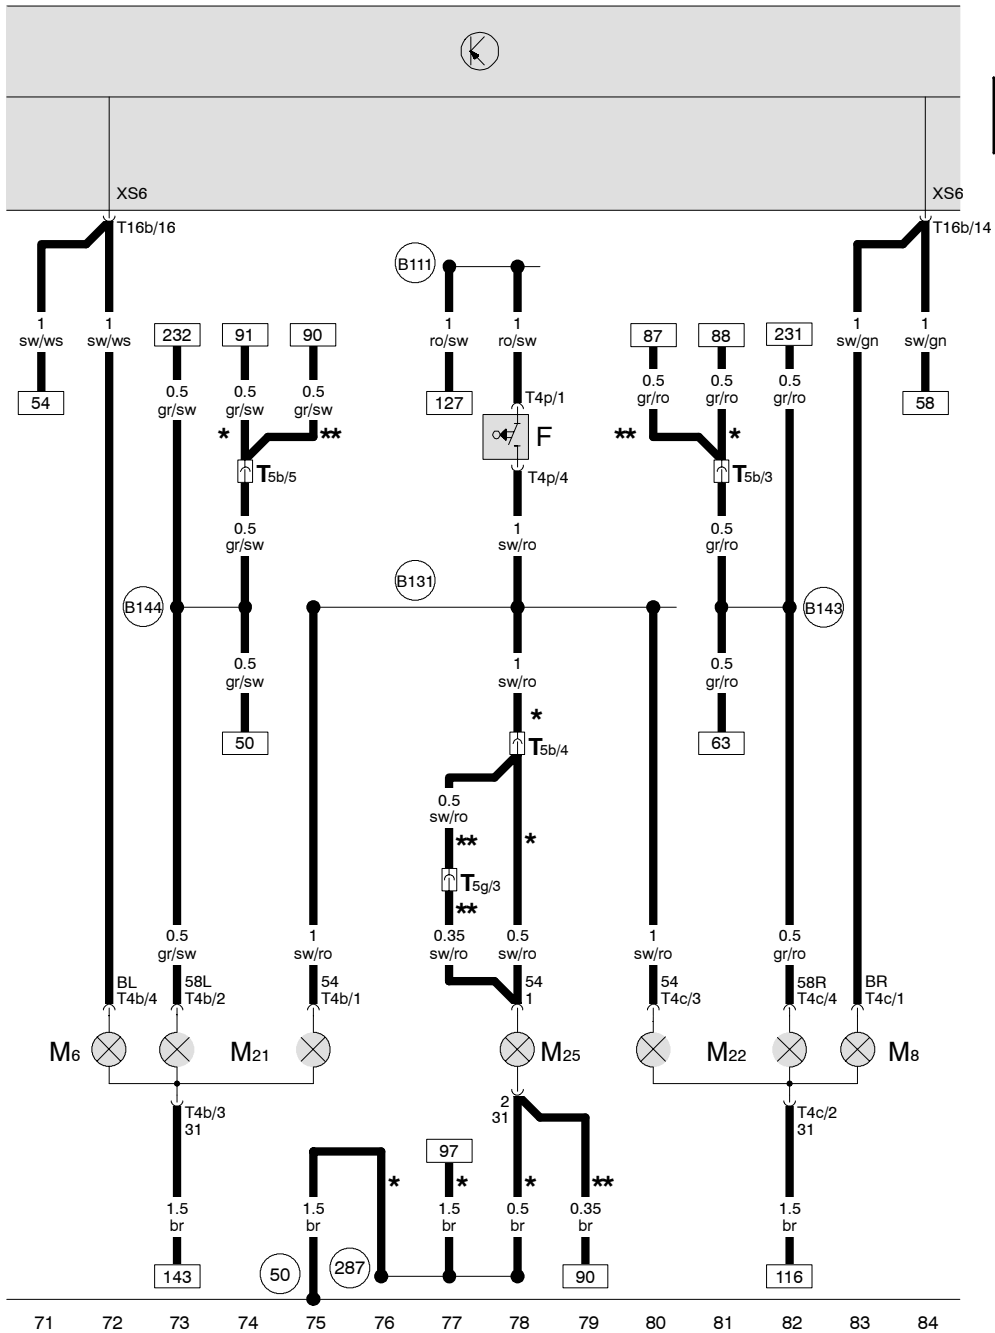 XS6
XS6
T16b/16
T16b/14
B111
1
sw/ws
1
sw/ws
232
91
90
1
ro/sw
1
ro/sw
87
88
231
1
sw/gn
1
sw/gn
54
0.5
gr/sw
0.5
gr/sw
0.5
gr/sw
127
T4p/1
0.5
gr/ro
0.5
gr/ro
0.5
gr/ro
58
*
**
F
**
*
T5b/5
T4p/4
T5b/3
0.5
gr/sw
1
sw/ro
0.5
gr/ro
B144
B131
B143
0.5
gr/sw
1
sw/ro
0.5
gr/ro
*
50
T5b/4
63
0.5
sw/ro
**
*
T5g/3
**
0.5
gr/sw
1
sw/ro
0.35
sw/ro
0.5
sw/ro
1
sw/ro
0.5
gr/ro
BL
T4b/4
58L
T4b/2
54
T4b/1
54
1
54
T4c/3
58R
T4c/4
BR
T4c/1
M6
M21
M25
M22
M8
T4b/3
31
2
31
T4c/2
31
97
*
*
*
**
1.5
br
1.5
br
1.5
br
0.5
br
0.35
br
1.5
br
143
50
287
90
116
71 72 73 74 75 76 77 78 79 80 81 82 83 84